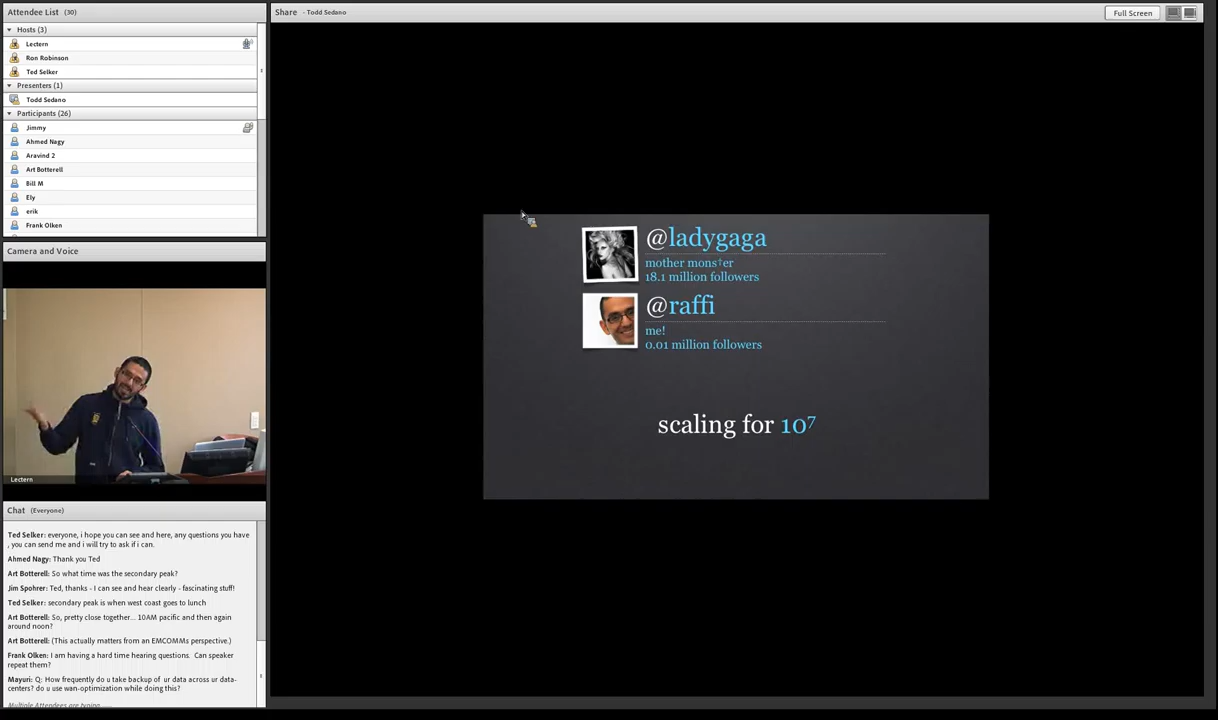 Attendee List (30)
Hosts (3)
Lectern
Ron Robinson
Ted Selker
Presenters (1)
Todd Sedano
Participants (26)
Jimmy
Ahmed Nagy
Aravind 2
Art Botterell
Bill M
Ely
erik
Frank Olken
Camera and Voice
Lectern
Chat (Everyone)
Ted Selker: everyone, i hope you can see and here, any questions you have
, you can send me and i will try to ask if i can.
Ahmed Nagy: Thank you Ted
Art Botterell: So what time was the secondary peak?
Jim Spohrer: Ted, thanks - I can see and hear clearly - fascinating stuff!
Ted Selker: secondary peak is when west coast goes to lunch
Art Botterell: So, pretty close together... 10AM pacific and then again
around noon?
Art Botterell: (This actually matters from an EMCOMMs perspective.)
Frank Olken: I am having a hard time hearing questions. Can speaker
repeat them?
Mayuri: Q: How frequently do u take backup of ur data across ur data-
centers? do u use wan-optimization while doing this?
Multiple Attendees are typing......
Share - Todd Sedano
Full Screen
@ladygaga
mother mons†er
18.1 million followers
@raffi
me!
0.01 million followers
scaling for 10⁷